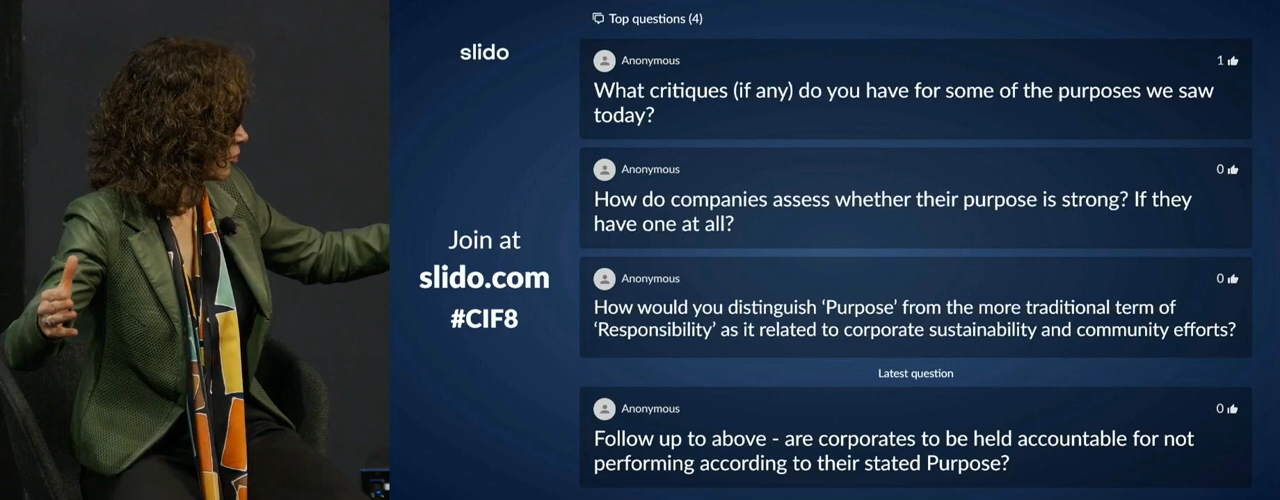 Top questions (4)
slido
Anonymous
1
What critiques (if any) do you have for some of the purposes we saw
today?
Anonymous
0
How do companies assess whether their purpose is strong? If they
have one at all?
Join at
slido.com
#CIF8
Anonymous
0
How would you distinguish ‘Purpose’ from the more traditional term of
‘Responsibility’ as it related to corporate sustainability and community efforts?
Latest question
Anonymous
0
Follow up to above - are corporates to be held accountable for not
performing according to their stated Purpose?